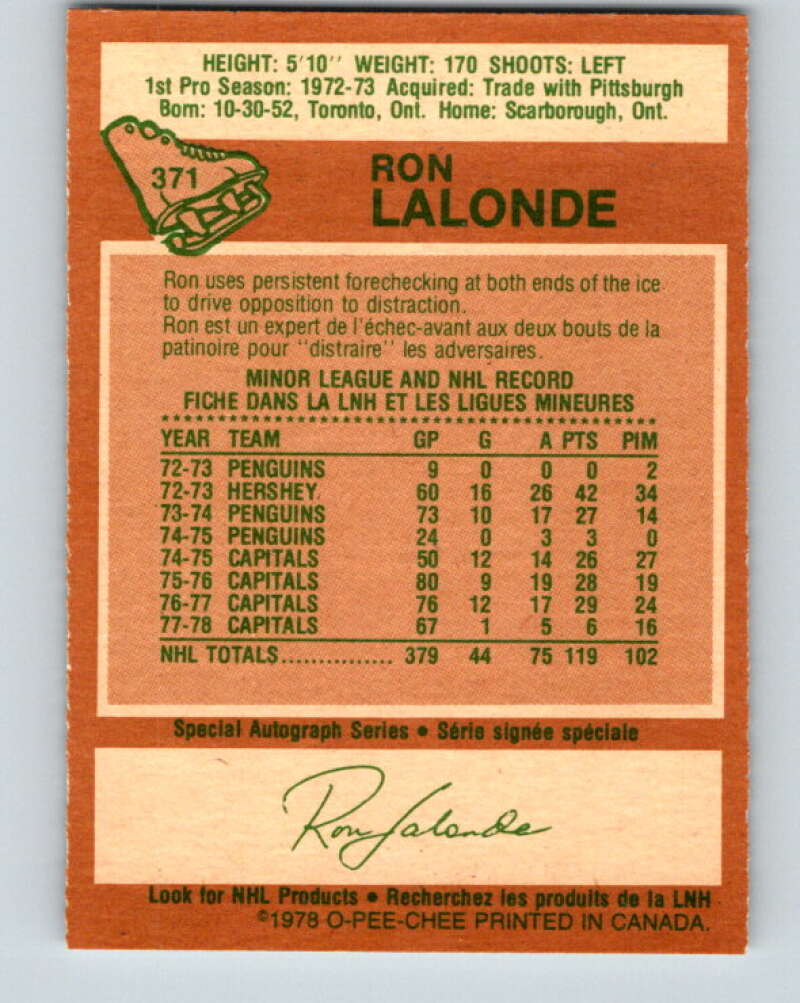 HEIGHT: 5'10'' WEIGHT: 170 SHOOTS: LEFT
1st Pro Season: 1972-73 Acquired: Trade with Pittsburgh
Born: 10-30-52, Toronto, Ont. Home: Scarborough, Ont.
371
RON
LALONDE
Ron uses persistent forechecking at both ends of the ice
to drive opposition to distraction.
Ron est un expert de l'échec-avant aux deux bouts de la
patinoire pour "distraire" les adversaires.
MINOR LEAGUE AND NHL RECORD
FICHE DANS LA LNH ET LES LIGUES MINEURES
YEAR TEAM GP G A PTS PIM
72-73 PENGUINS 9 0 0 0 2
72-73 HERSHEY 60 16 26 42 34
73-74 PENGUINS 73 10 17 27 14
74-75 PENGUINS 24 0 3 3 0
74-75 CAPITALS 50 12 14 26 27
75-76 CAPITALS 80 9 19 28 19
76-77 CAPITALS 76 12 17 29 24
77-78 CAPITALS 67 1 5 6 16
NHL TOTALS............... 379 44 75 119 102
Special Autograph Series • Série signée spéciale
Ron Lalonde
Look for NHL Products • Recherchez les produits de la LNH
©1978 O-PEE-CHEE PRINTED IN CANADA.